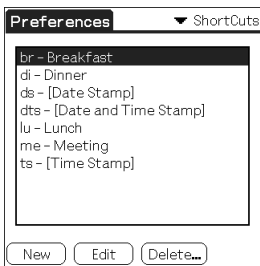 Preferences ShortCuts
br – Breakfast
di – Dinner
ds – [Date Stamp]
dts – [Date and Time Stamp]
lu – Lunch
me – Meeting
ts – [Time Stamp]
New Edit Delete...